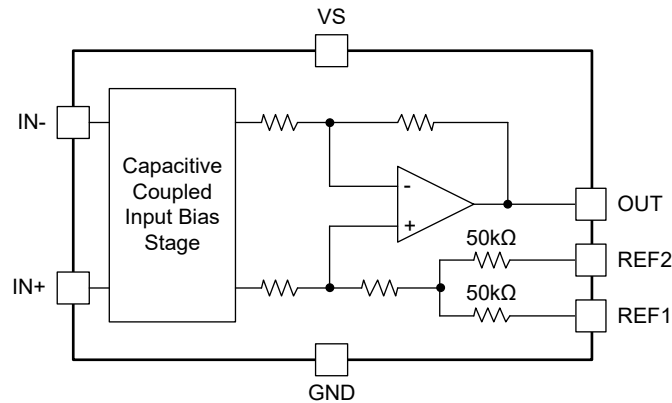 VS
IN-
Capacitive
Coupled
Input Bias
Stage
-
+
OUT
50kΩ
REF2
IN+
50kΩ
REF1
GND